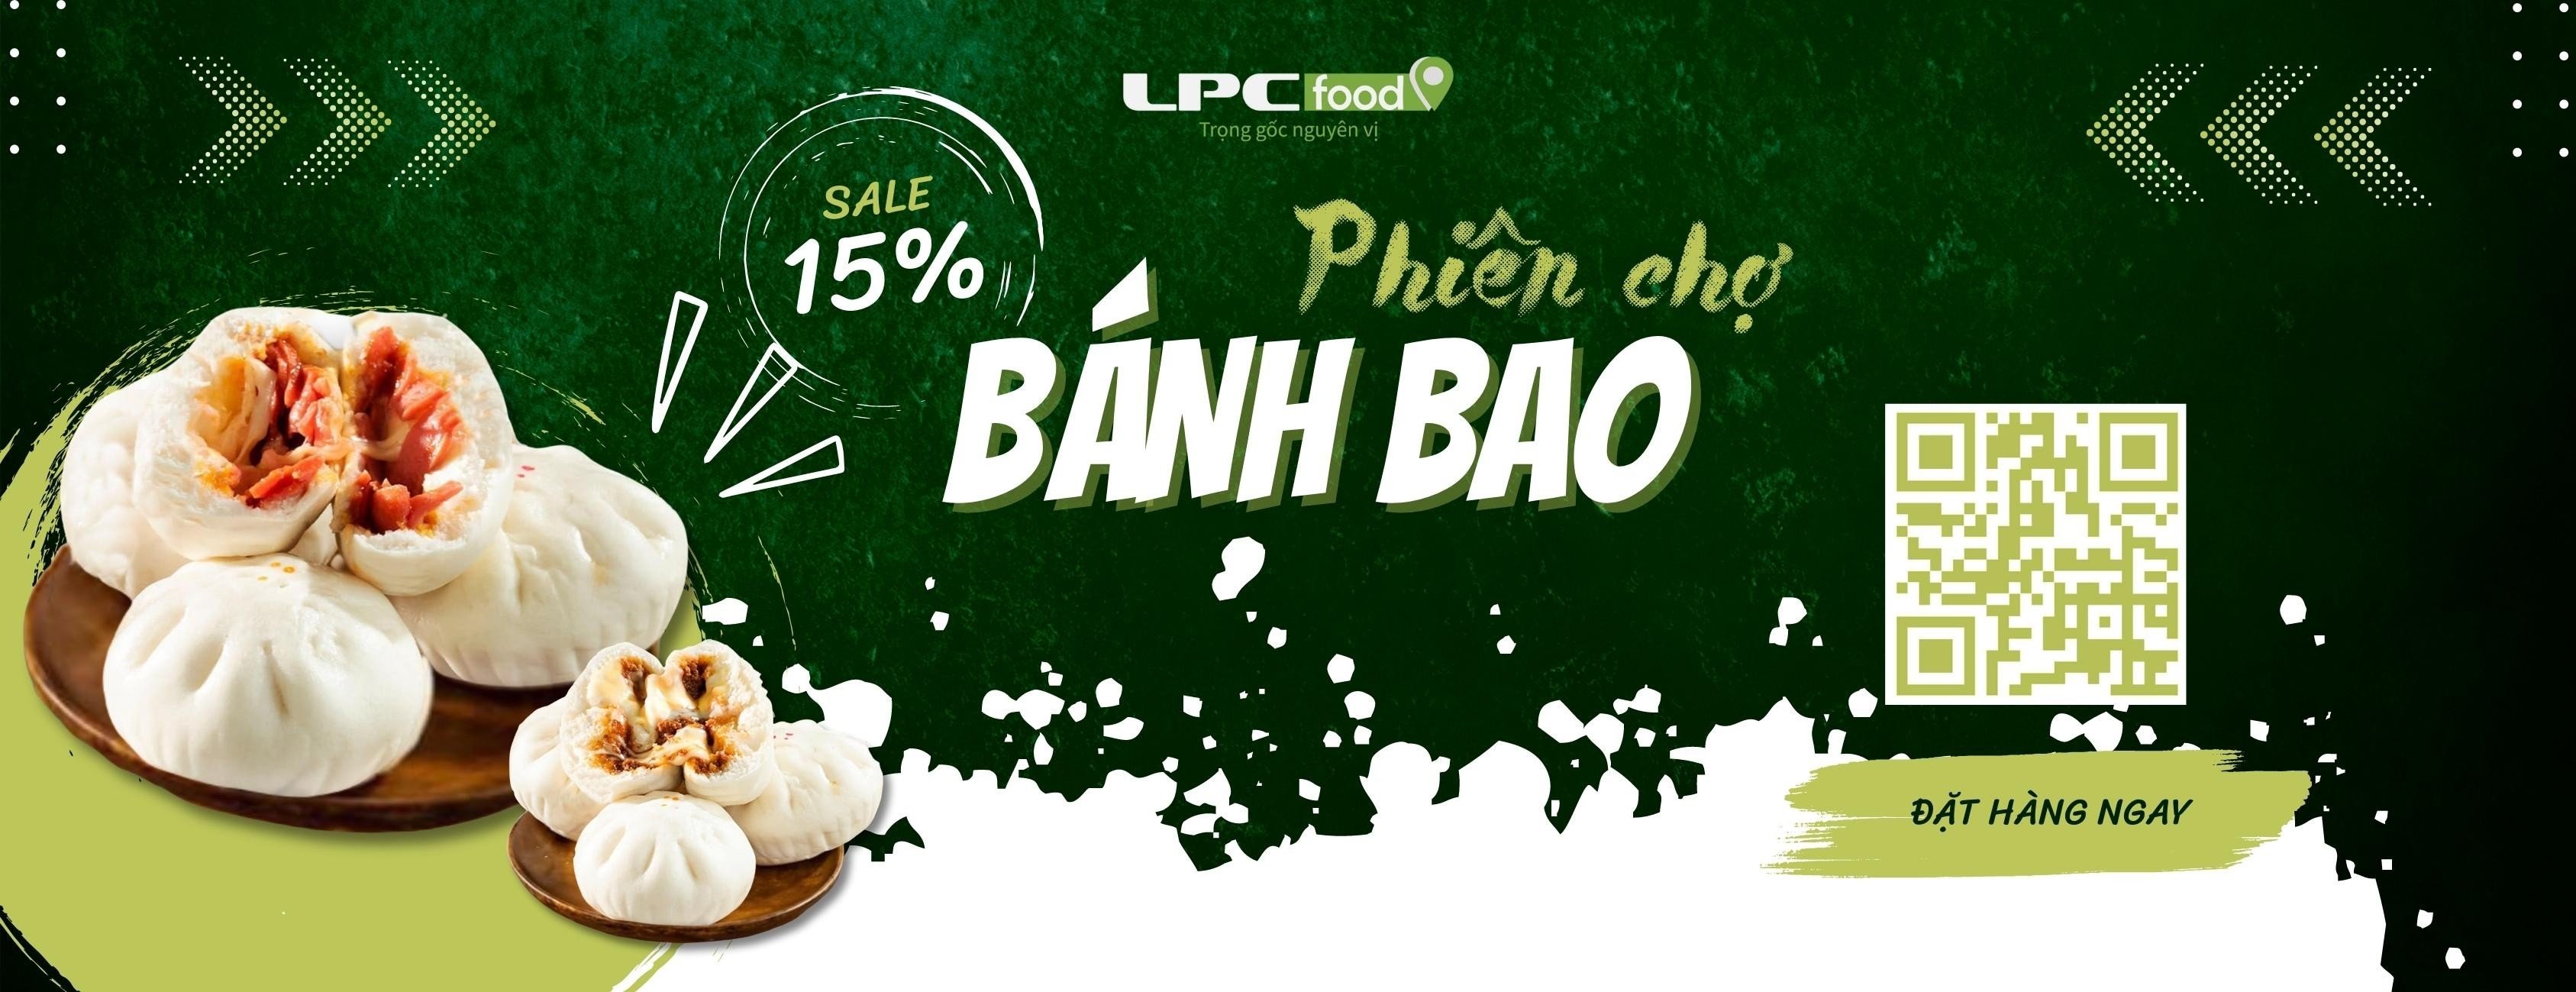 LPC food
Trọng gốc nguyên vị
SALE
15%
Phiên chợ
BÁNH BAO
ĐẶT HÀNG NGAY